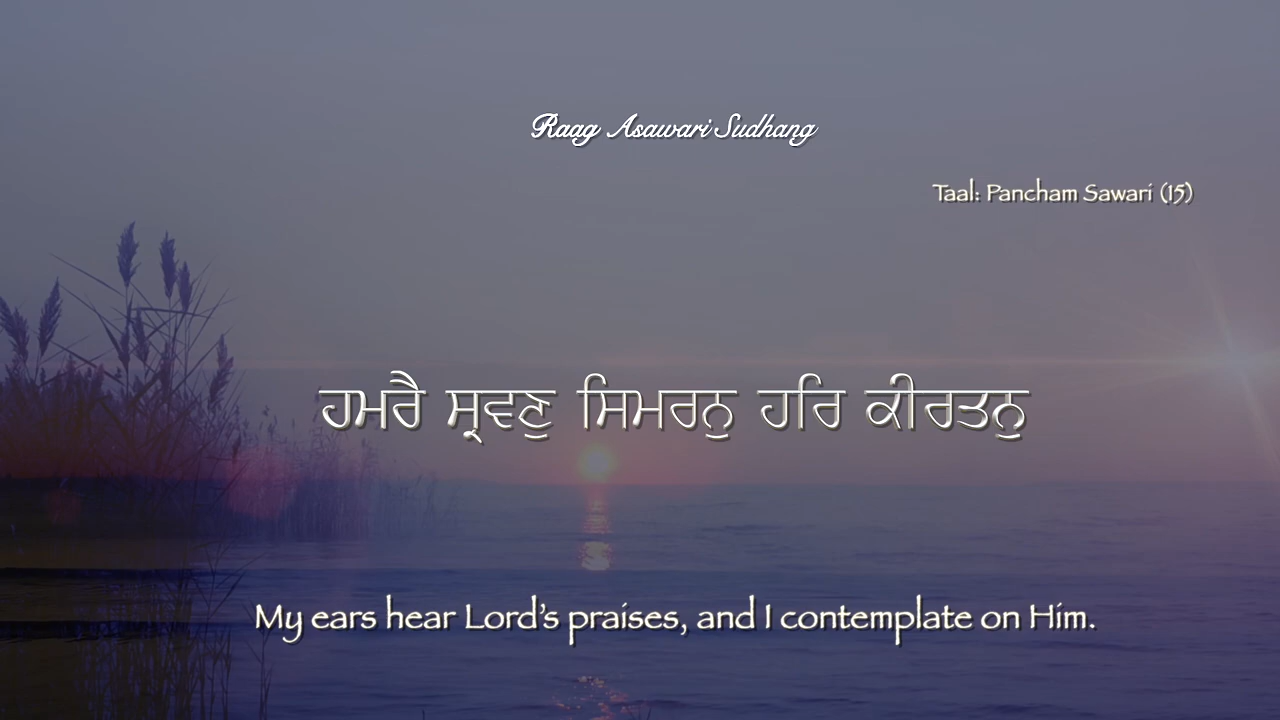 Raag Asawari Sudhang
Taal: Pancham Sawari (15)
ਹਮਰੈ ਸ੍ਰਵਣੁ ਸਿਮਰਨੁ ਹਰਿ ਕੀਰਤਨੁ
My ears hear Lord's praises, and I contemplate on Him.